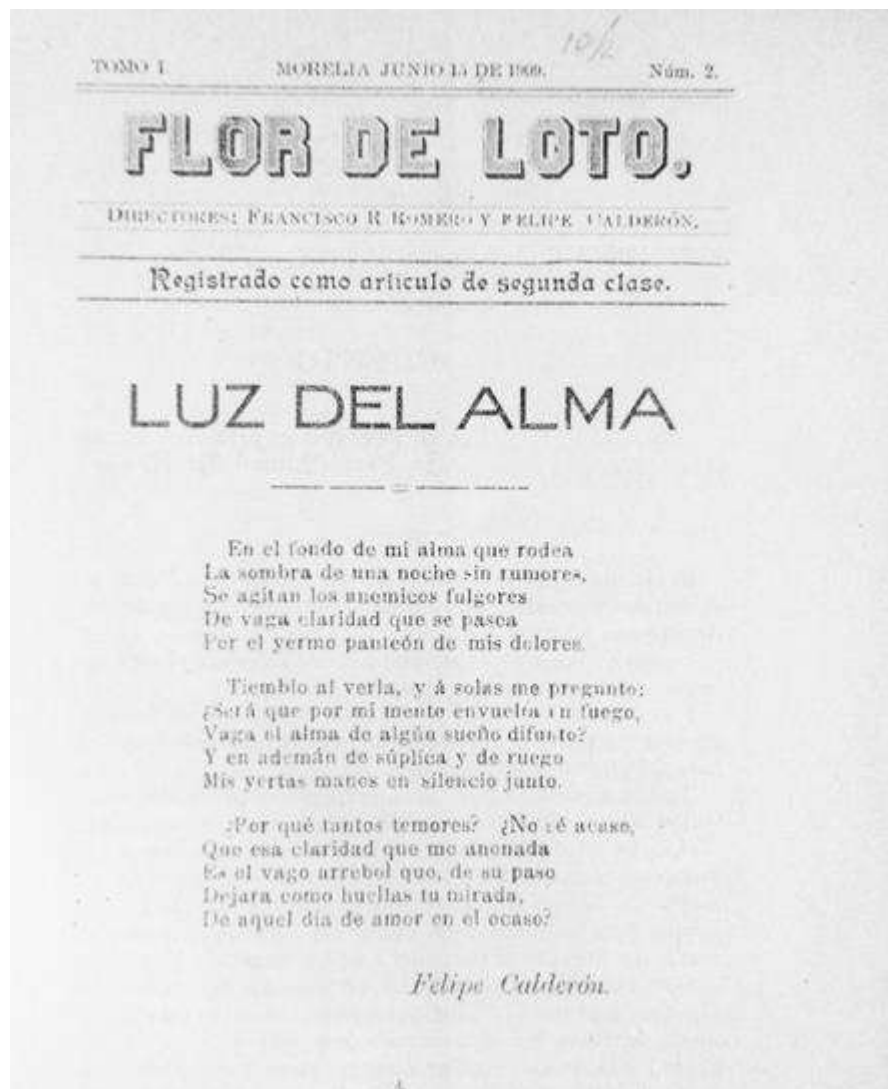 10/2
TOMO I MORELIA JUNIO 15 DE 1909. Núm. 2.
FLOR DE LOTO.
DIRECTORES: FRANCISCO R ROMERO Y FELIPE CALDERÓN.
Registrado como artículo de segunda clase.
LUZ DEL ALMA
En el fondo de mi alma que rodea
La sombra de una noche sin rumores,
Se agitan los anemicos fulgores
De vaga claridad que se pasea
Por el yermo panteón de mis dolores.
Tiemblo al verla, y á solas me pregunto:
¿Será que por mi mente envuelta en fuego,
Vaga el alma de algún sueño difunto?
Y en ademán de súplica y de ruego
Mis yertas manos en silencio junto.
¿Por qué tantos temores? ¿No sé acaso,
Que esa claridad que me anonada
Es el vago arrebol que, de su paso
Dejara como huellas tu mirada,
De aquel día de amor en el ocaso?
Felipe Calderón.